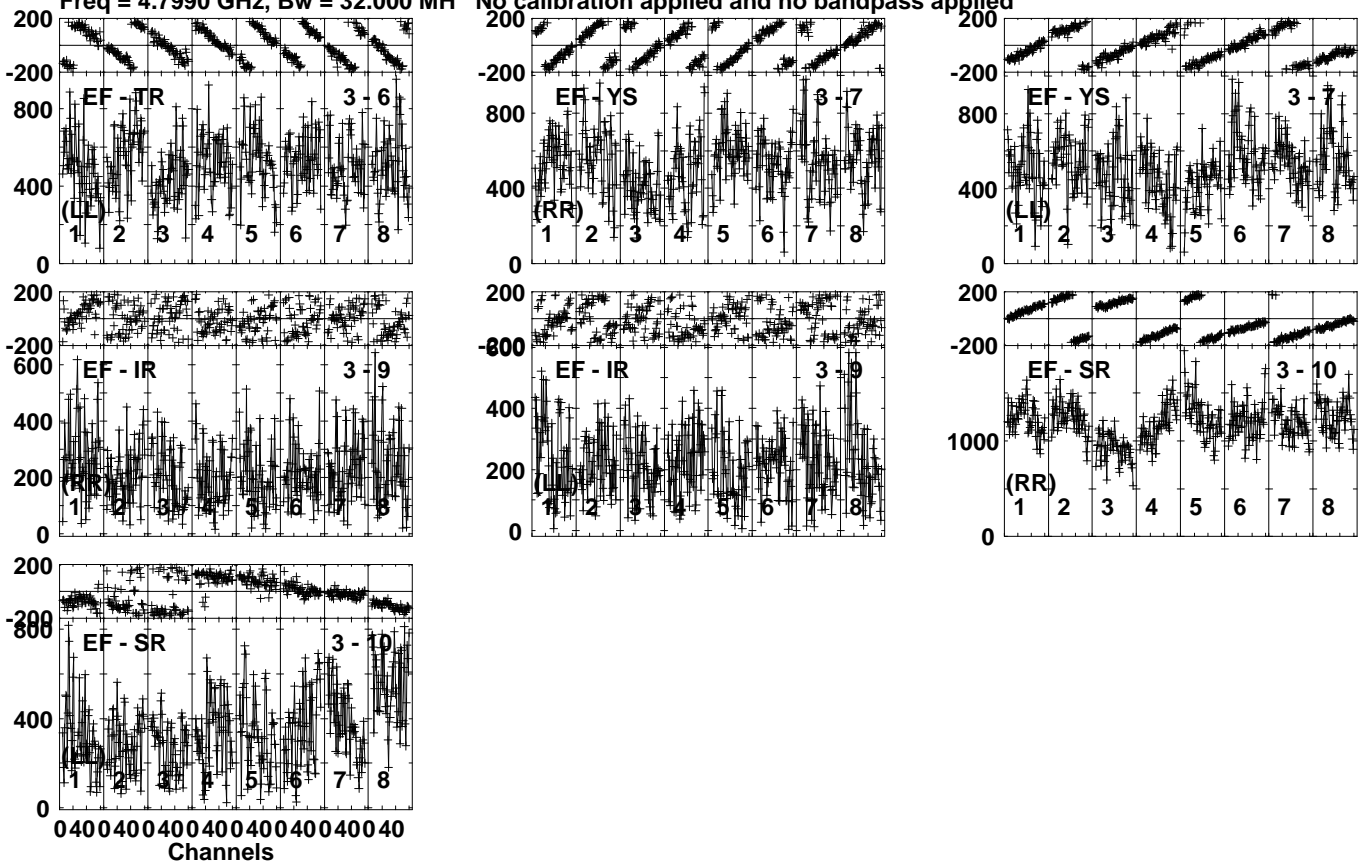 Freq = 4.7990 GHz, Bw = 32.000 MH No calibration applied and no bandpass applied
200
-200
EF - TR 3 - 6
800
400
(LL)
1 2 3 4 5 6 7 8
0
200
-200
EF - YS 3 - 7
800
400
(RR)
1 2 3 4 5 6 7 8
0
200
-200
EF - YS 3 - 7
800
400
(LL)
1 2 3 4 5 6 7 8
0
200
-200
600
EF - IR 3 - 9
400
200
(RR)
1 2 3 4 5 6 7 8
0
200
-200
600
EF - IR 3 - 9
400
200
(LL)
1 2 3 4 5 6 7 8
0
200
-200
EF - SR 3 - 10
1000
(RR)
1 2 3 4 5 6 7 8
0
200
-200
800
EF - SR 3 - 10
400
(LL)
1 2 3 4 5 6 7 8
0
0 40 0 40 0 40 0 40 0 40 0 40 0 40 0 40
Channels